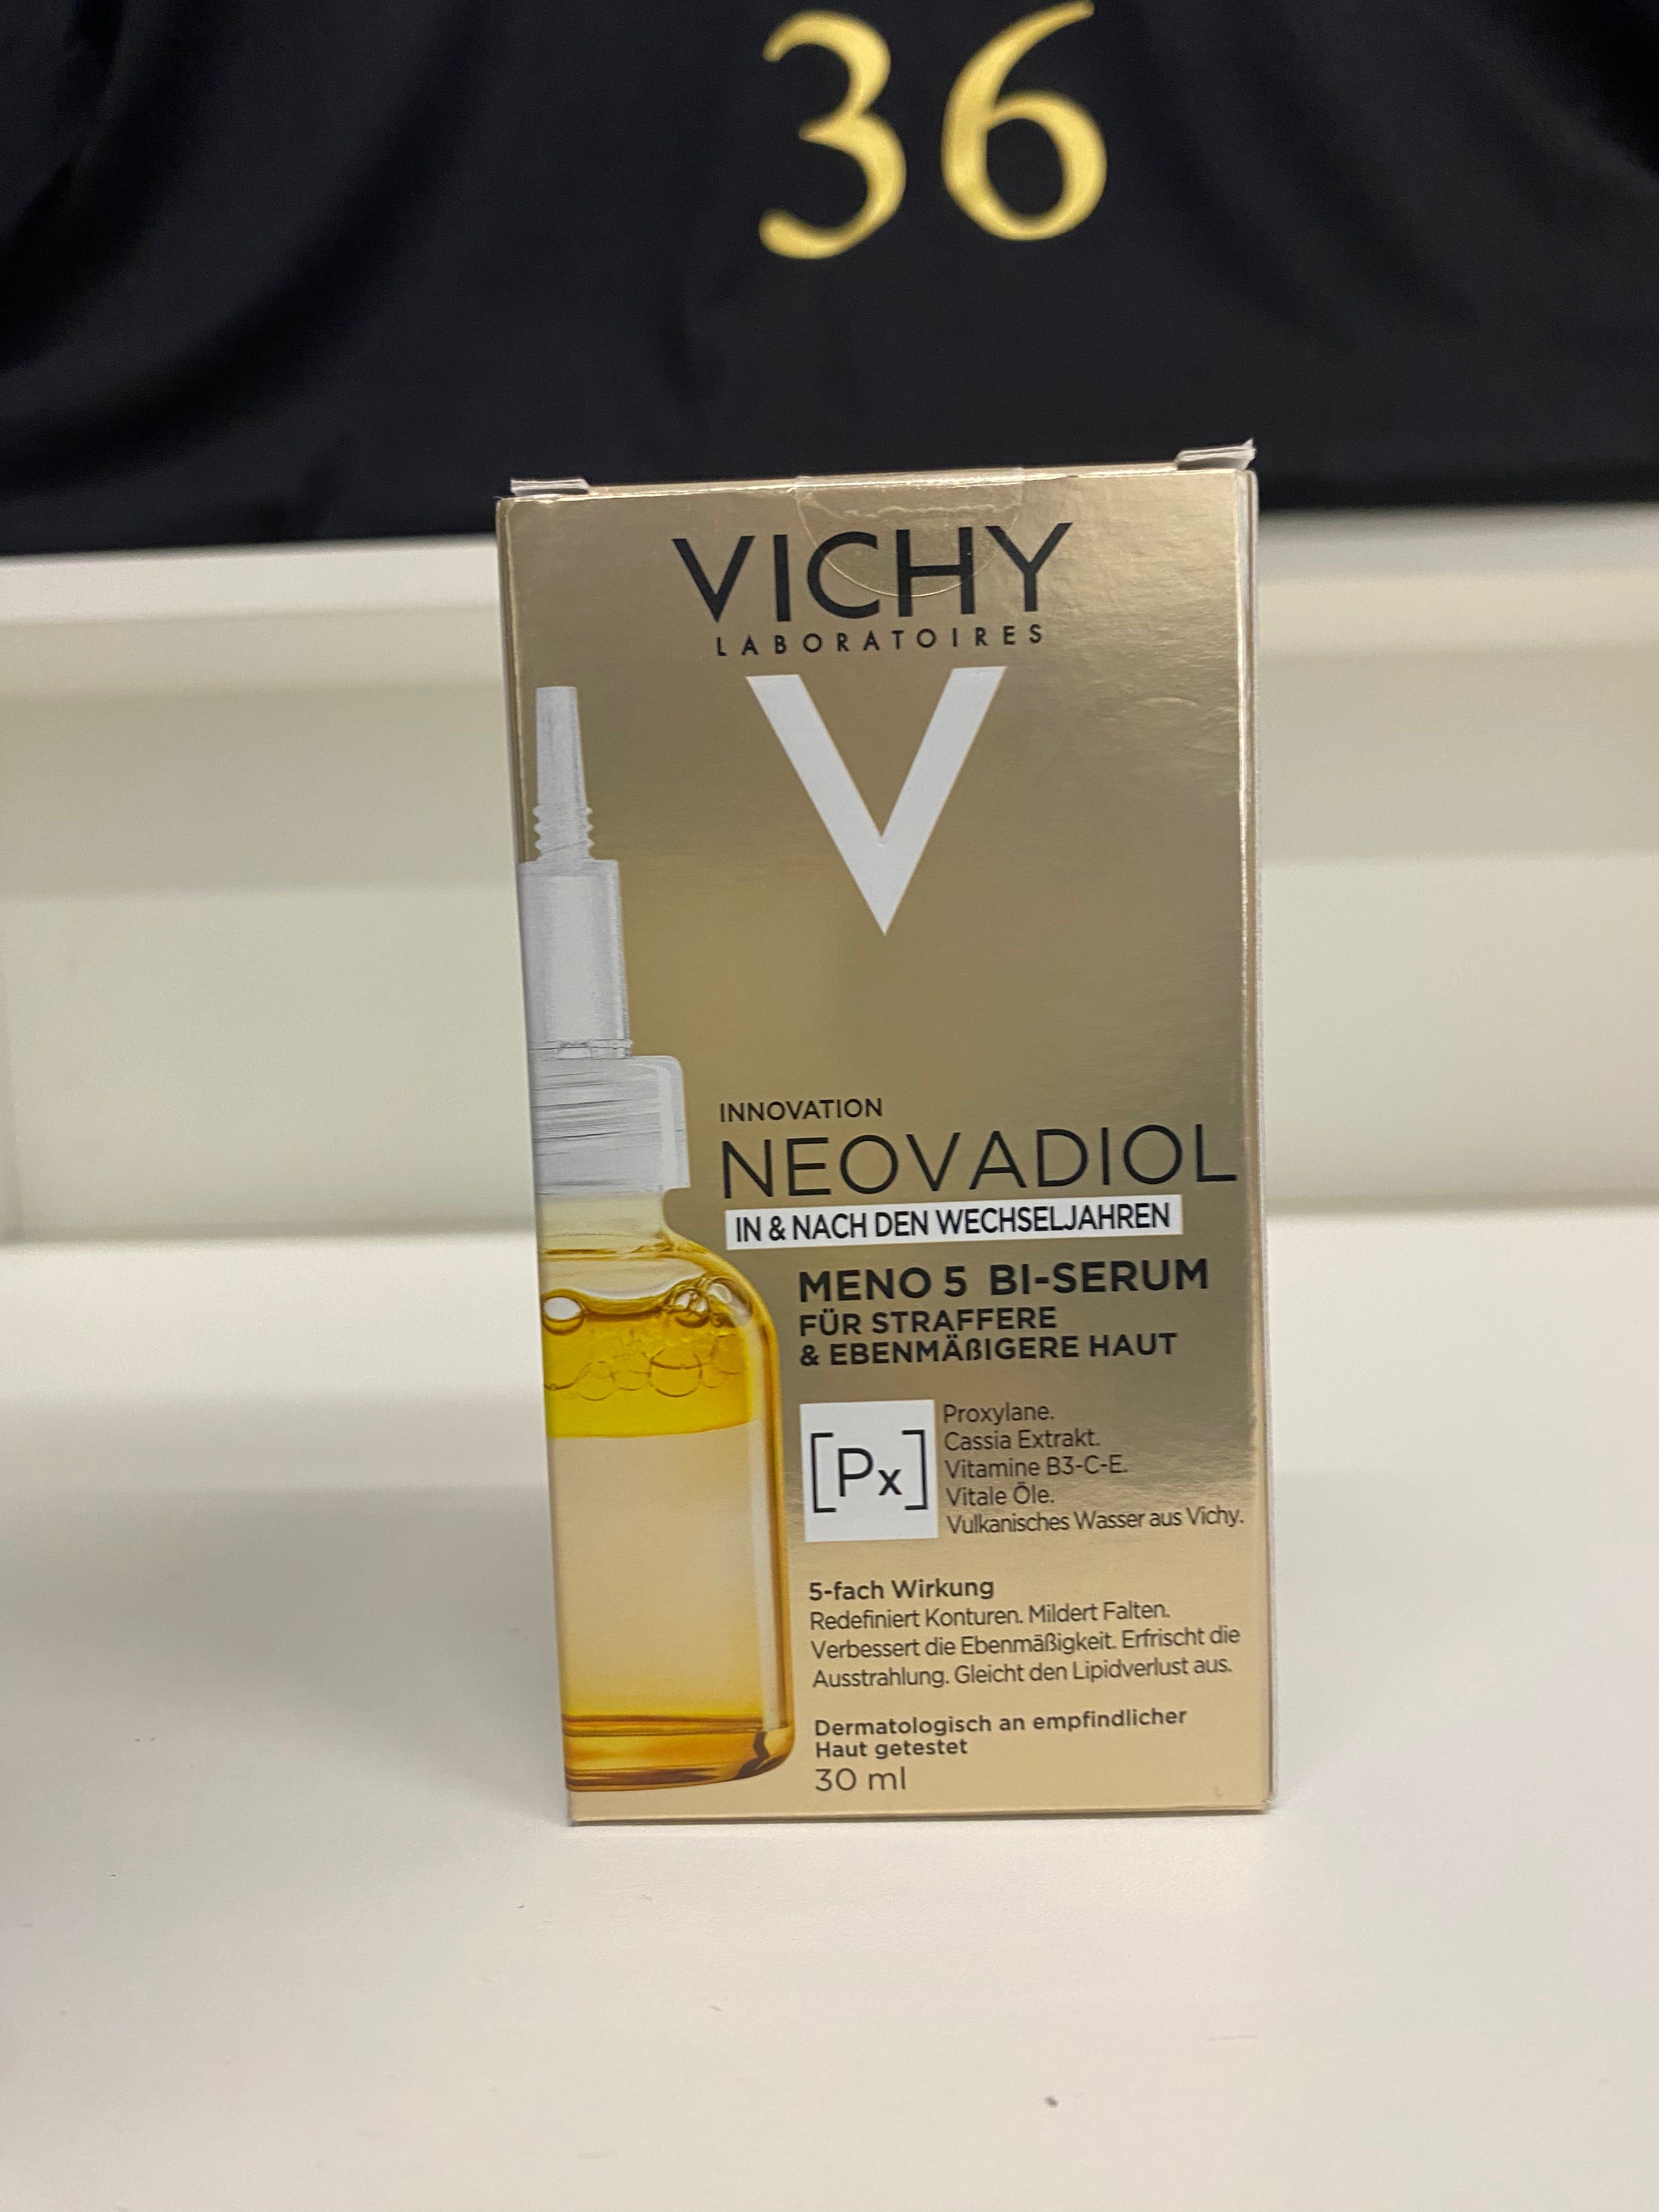 36
VICHY
LABORATOIRES
V
INNOVATION
NEOVADIOL
IN & NACH DEN WECHSELJAHREN
MENO 5 BI-SERUM
FÜR STRAFFERE
& EBENMÄßIGERE HAUT
[Px]
Proxylane.
Cassia Extrakt.
Vitamine B3-C-E.
Vitale Öle.
Vulkanisches Wasser aus Vichy.
5-fach Wirkung
Redefiniert Konturen. Mildert Falten.
Verbessert die Ebenmäßigkeit. Erfrischt die
Ausstrahlung. Gleicht den Lipidverlust aus.
Dermatologisch an empfindlicher
Haut getestet
30 ml